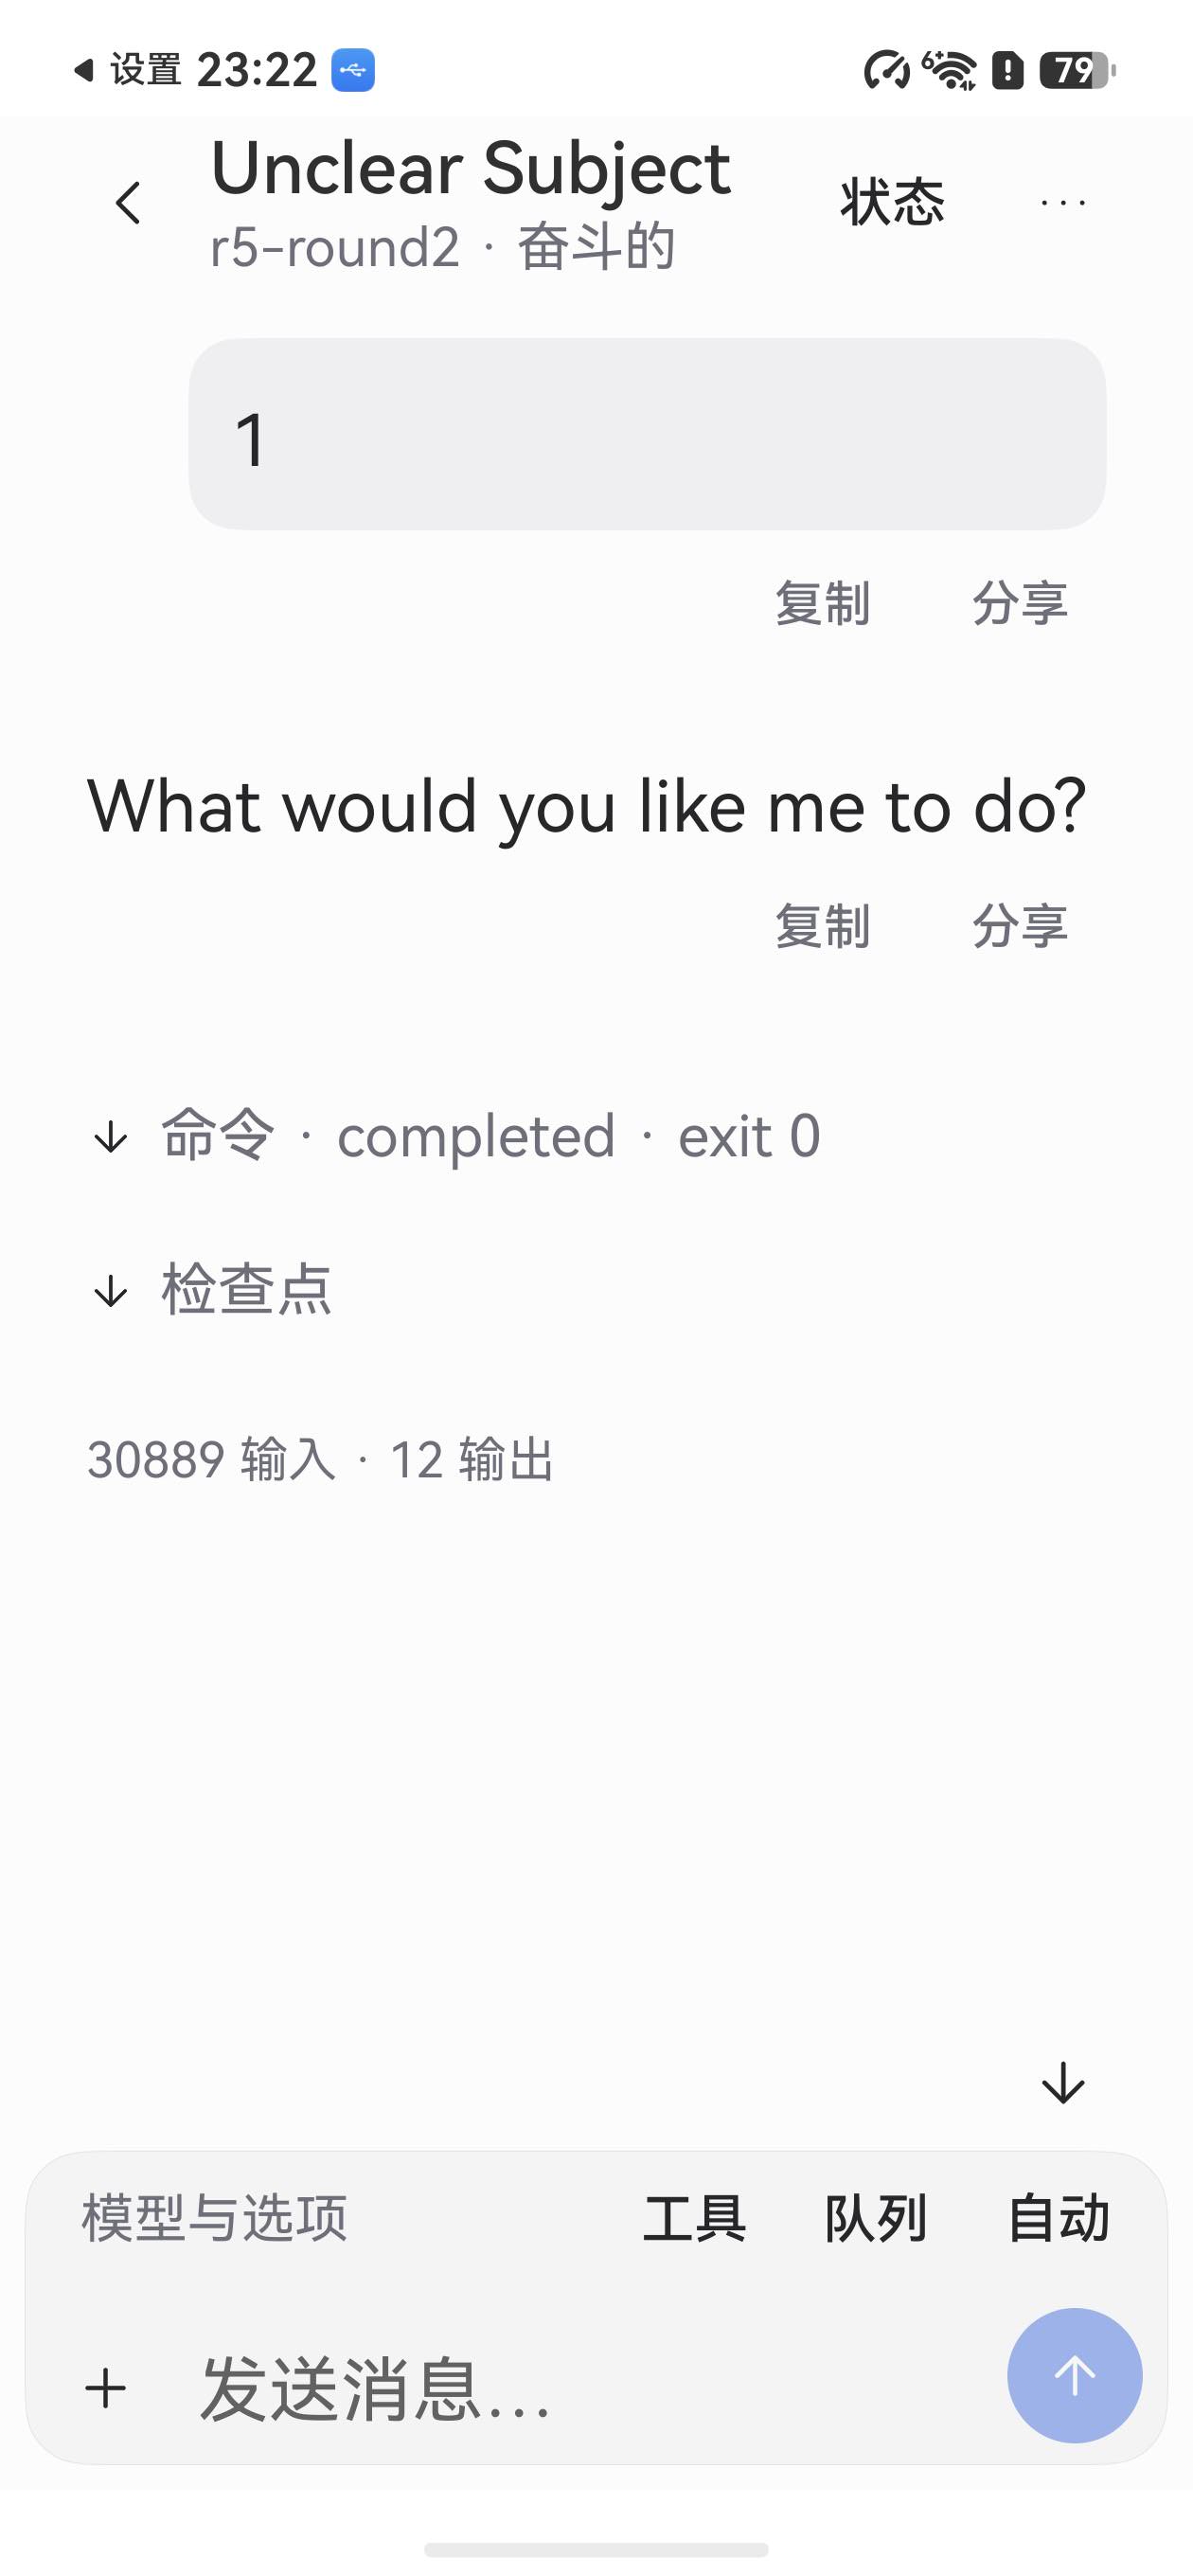 设置 23:22
6+
79
Unclear Subject
状态
···
r5-round2 · 奋斗的
1
复制 分享
What would you like me to do?
复制 分享
命令 · completed · exit 0
检查点
30889 输入 · 12 输出
模型与选项 工具 队列 自动
发送消息...